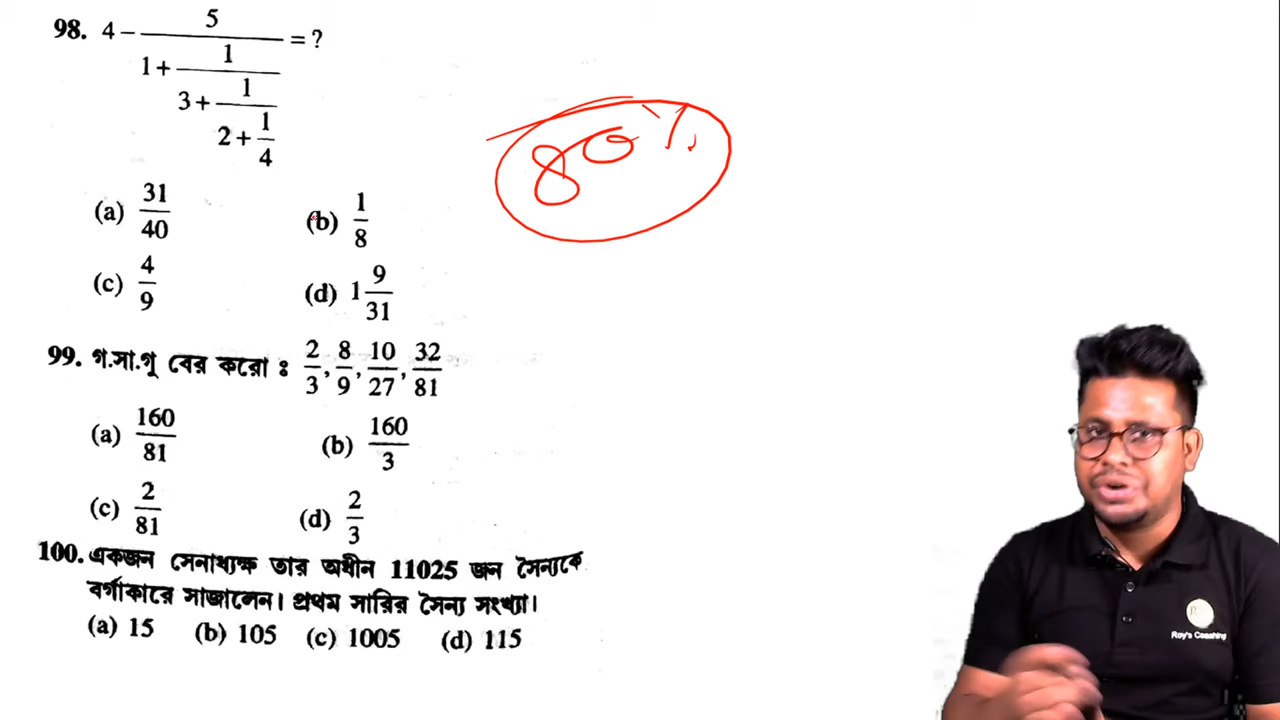 98. 4 - 5/(1 + 1/(3 + 1/(2 + 1/4))) = ?
(a) 31/40 (b) 1/8
(c) 4/9 (d) 1 9/31
99. গ.সা.গু বের করো ঃ 2/3, 8/9, 10/27, 32/81
(a) 160/81 (b) 160/3
(c) 2/81 (d) 2/3
100. একজন সেনাধ্যক্ষ তার অধীন 11025 জন সৈন্যকে
বর্গাকারে সাজালেন। প্রথম সারির সৈন্য সংখ্যা।
(a) 15 (b) 105 (c) 1005 (d) 115
80%
Roy's Coaching